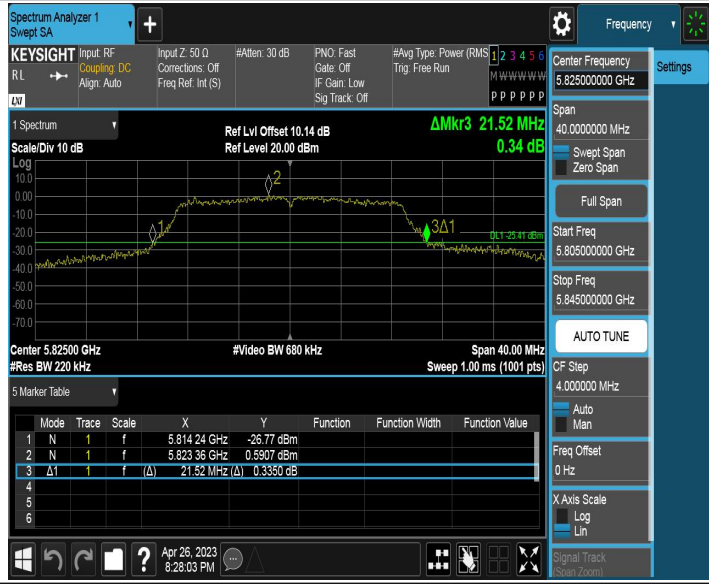 Spectrum Analyzer 1
Swept SA
Frequency
KEYSIGHT
RL
LXI
Input: RF
Coupling: DC
Align: Auto
Input Z: 50 Ω
Corrections: Off
Freq Ref: Int (S)
#Atten: 30 dB
PNO: Fast
Gate: Off
IF Gain: Low
Sig Track: Off
#Avg Type: Power (RMS
Trig: Free Run
1 2 3 4 5 6
M W W W W W
P P P P P P
Center Frequency
5.825000000 GHz
Settings
Span
40.0000000 MHz
Swept Span
Zero Span
Full Span
Start Freq
5.805000000 GHz
Stop Freq
5.845000000 GHz
AUTO TUNE
CF Step
4.000000 MHz
Auto
Man
Freq Offset
0 Hz
X Axis Scale
Log
Lin
Signal Track
(Span Zoom)
1 Spectrum
Scale/Div 10 dB
Ref Lvl Offset 10.14 dB
Ref Level 20.00 dBm
ΔMkr3 21.52 MHz
0.34 dB
Log
10.0
0.00
-10.0
-20.0
-30.0
-40.0
-50.0
-60.0
-70.0
1
2
3Δ1
DL1 -25.41 dBm
Center 5.82500 GHz
#Video BW 680 kHz
Span 40.00 MHz
#Res BW 220 kHz
Sweep 1.00 ms (1001 pts)
5 Marker Table
Mode Trace Scale X Y Function Function Width Function Value
1 N 1 f 5.814 24 GHz -26.77 dBm
2 N 1 f 5.823 36 GHz 0.5907 dBm
3 Δ1 1 f (Δ) 21.52 MHz (Δ) 0.3350 dB
4
5
6
?
Apr 26, 2023
8:28:03 PM